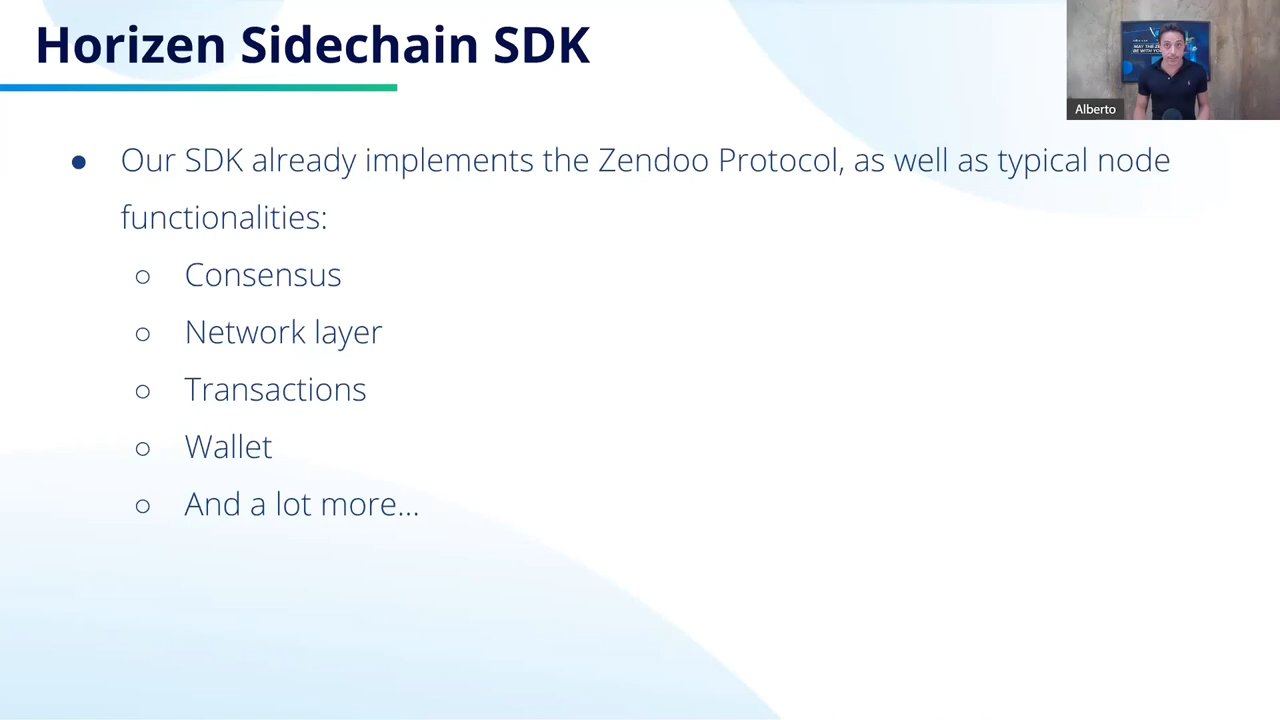 Horizen Sidechain SDK
Alberto
● Our SDK already implements the Zendoo Protocol, as well as typical node
functionalities:
○ Consensus
○ Network layer
○ Transactions
○ Wallet
○ And a lot more...